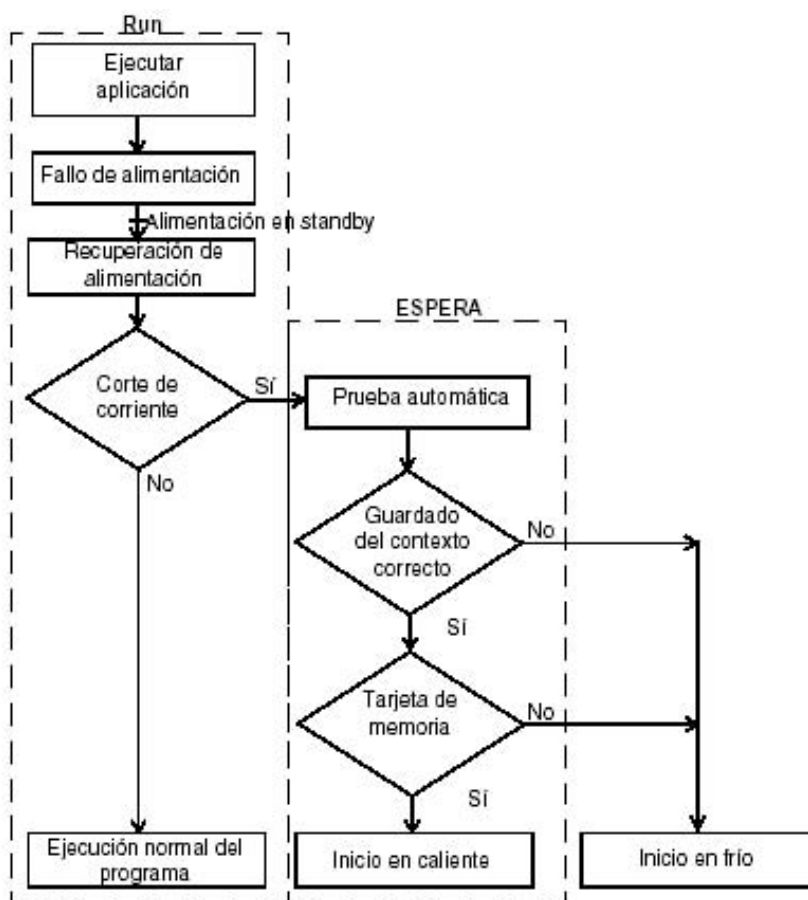 Run
Ejecutar
aplicación
Fallo de alimentación
Alimentación en standby
Recuperación de
alimentación
ESPERA
Corte de
corriente
Sí
Prueba automática
No
Guardado
del contexto
correcto
No
Sí
Tarjeta de
memoria
No
Sí
Ejecución normal del
programa
Inicio en caliente
Inicio en frío